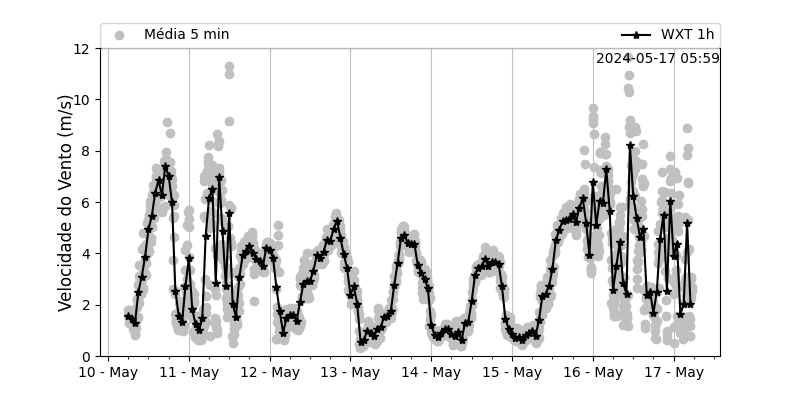 Média 5 min
WXT 1h
2024-05-17 05:59
Velocidade do Vento (m/s)
12
10
8
6
4
2
0
10 - May
11 - May
12 - May
13 - May
14 - May
15 - May
16 - May
17 - May